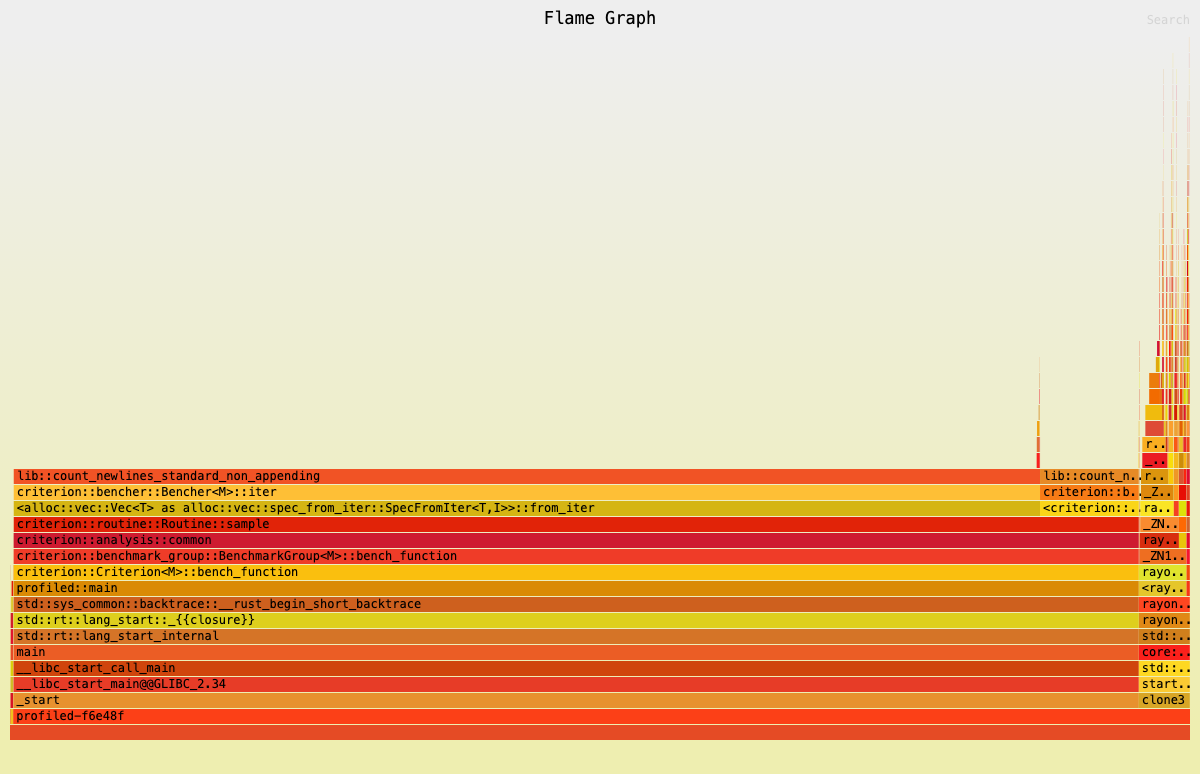 Flame Graph
Search
r..
_..
lib::count_newlines_standard_non_appending lib::count_n.. r..
criterion::bencher::Bencher<M>::iter criterion::b.. _Z..
<alloc::vec::Vec<T> as alloc::vec::spec_from_iter::SpecFromIter<T,I>>::from_iter <criterion::.. ra..
criterion::routine::Routine::sample _ZN..
criterion::analysis::common ray..
criterion::benchmark_group::BenchmarkGroup<M>::bench_function _ZN1..
criterion::Criterion<M>::bench_function rayo..
profiled::main <ray..
std::sys_common::backtrace::__rust_begin_short_backtrace rayon..
std::rt::lang_start::_{{closure}} rayon..
std::rt::lang_start_internal std::..
main core:..
__libc_start_call_main std::..
__libc_start_main@@GLIBC_2.34 start..
_start clone3
profiled-f6e48f